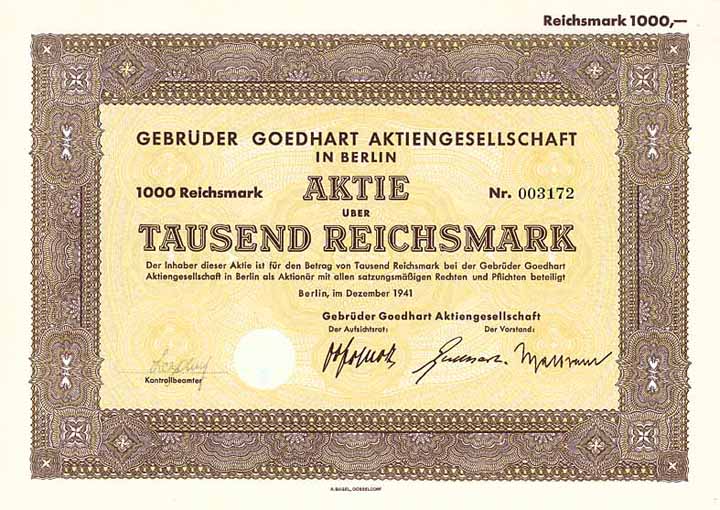 Reichsmark 1000,—
GEBRÜDER GOEDHART AKTIENGESELLSCHAFT
IN BERLIN
1000 Reichsmark AKTIE Nr. 003172
ÜBER
TAUSEND REICHSMARK
Der Inhaber dieser Aktie ist für den Betrag von Tausend Reichsmark bei der Gebrüder Goedhart
Aktiengesellschaft in Berlin als Aktionär mit allen satzungsmäßigen Rechten und Pflichten beteiligt
Berlin, im Dezember 1941
Gebrüder Goedhart Aktiengesellschaft
Der Aufsichtsrat: Der Vorstand:
Kontrollbeamter
A. BAGEL, DÜSSELDORF